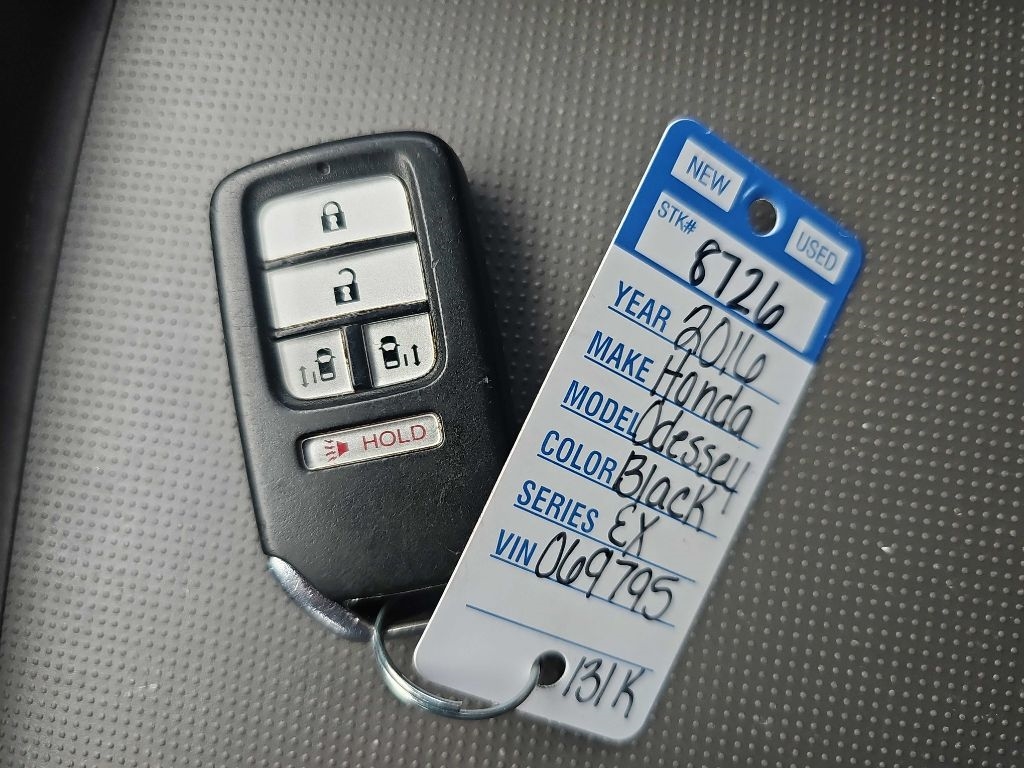 HOLD
NEW
USED
STK# 8726
YEAR 2016
MAKE Honda
MODEL Odessey
COLOR Black
SERIES EX
VIN 069795
131K